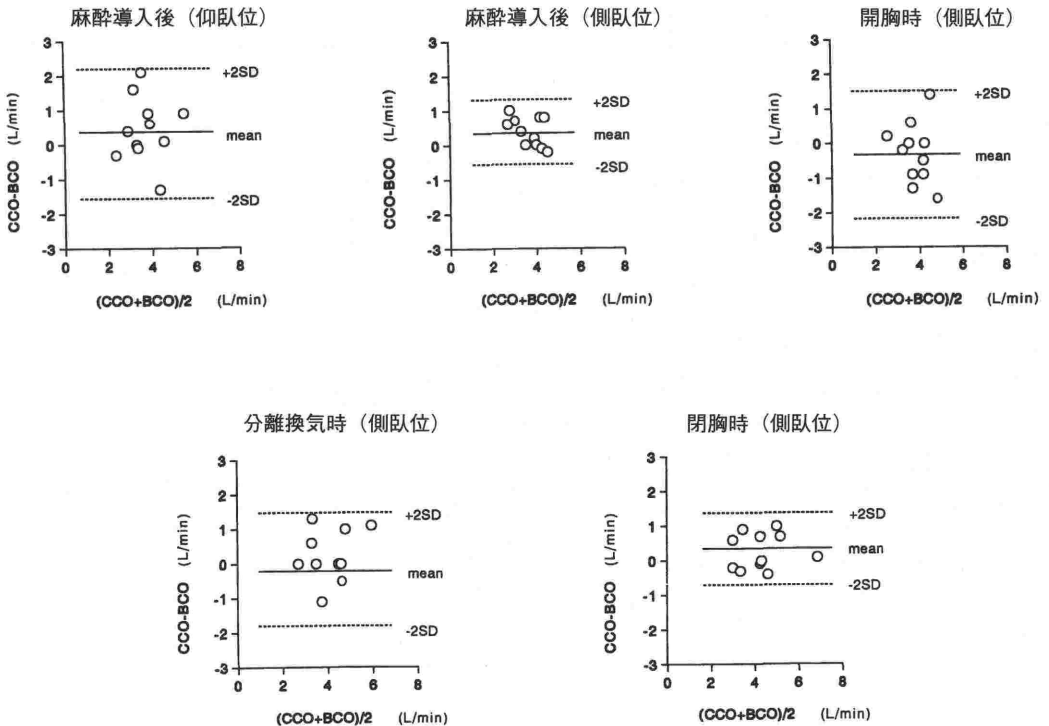 麻酔導入後（仰臥位）
CCO-BCO (L/min)
3
2
1
0
-1
-2
-3
+2SD
mean
-2SD
0 2 4 6 8
(CCO+BCO)/2 (L/min)
麻酔導入後（側臥位）
CCO-BCO (L/min)
3
2
1
0
-1
-2
-3
+2SD
mean
-2SD
0 2 4 6 8
(CCO+BCO)/2 (L/min)
開胸時（側臥位）
CCO-BCO (L/min)
3
2
1
0
-1
-2
-3
+2SD
mean
-2SD
0 2 4 6 8
(CCO+BCO)/2 (L/min)
分離換気時（側臥位）
CCO-BCO (L/min)
3
2
1
0
-1
-2
-3
+2SD
mean
-2SD
0 2 4 6 8
(CCO+BCO)/2 (L/min)
閉胸時（側臥位）
CCO-BCO (L/min)
3
2
1
0
-1
-2
-3
+2SD
mean
-2SD
0 2 4 6 8
(CCO+BCO)/2 (L/min)